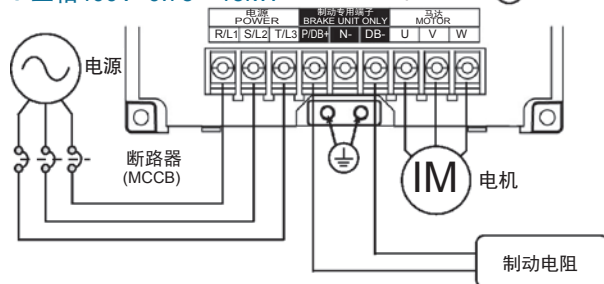 电源 制动专用端子 马达
POWER BRAKE UNIT ONLY MOTOR
R/L1 S/L2 T/L3 P/DB+ N- DB- U V W
电源
断路器
(MCCB)
IM 电机
制动电阻